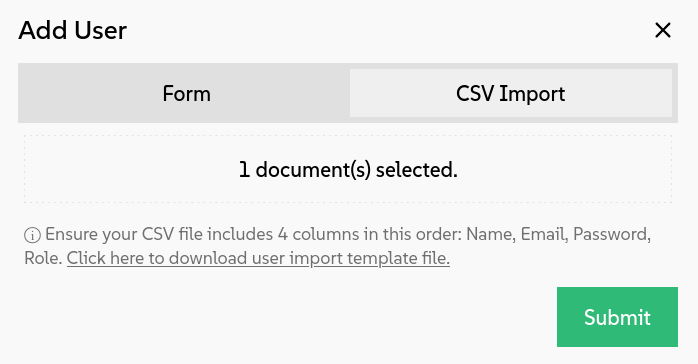 Add User
Form
CSV Import
1 document(s) selected.
Ensure your CSV file includes 4 columns in this order: Name, Email, Password,
Role. Click here to download user import template file.
Submit